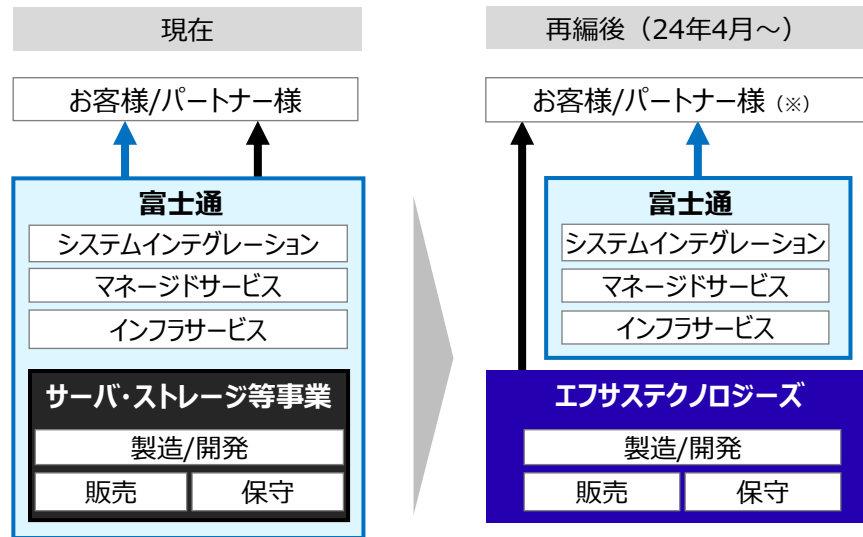 現在
お客様/パートナー様
富士通
システムインテグレーション
マネージドサービス
インフラサービス
サーバ・ストレージ等事業
製造/開発
販売
保守
再編後（24年4月～）
お客様/パートナー様（※）
富士通
システムインテグレーション
マネージドサービス
インフラサービス
エフサステクノロジーズ
製造/開発
販売
保守